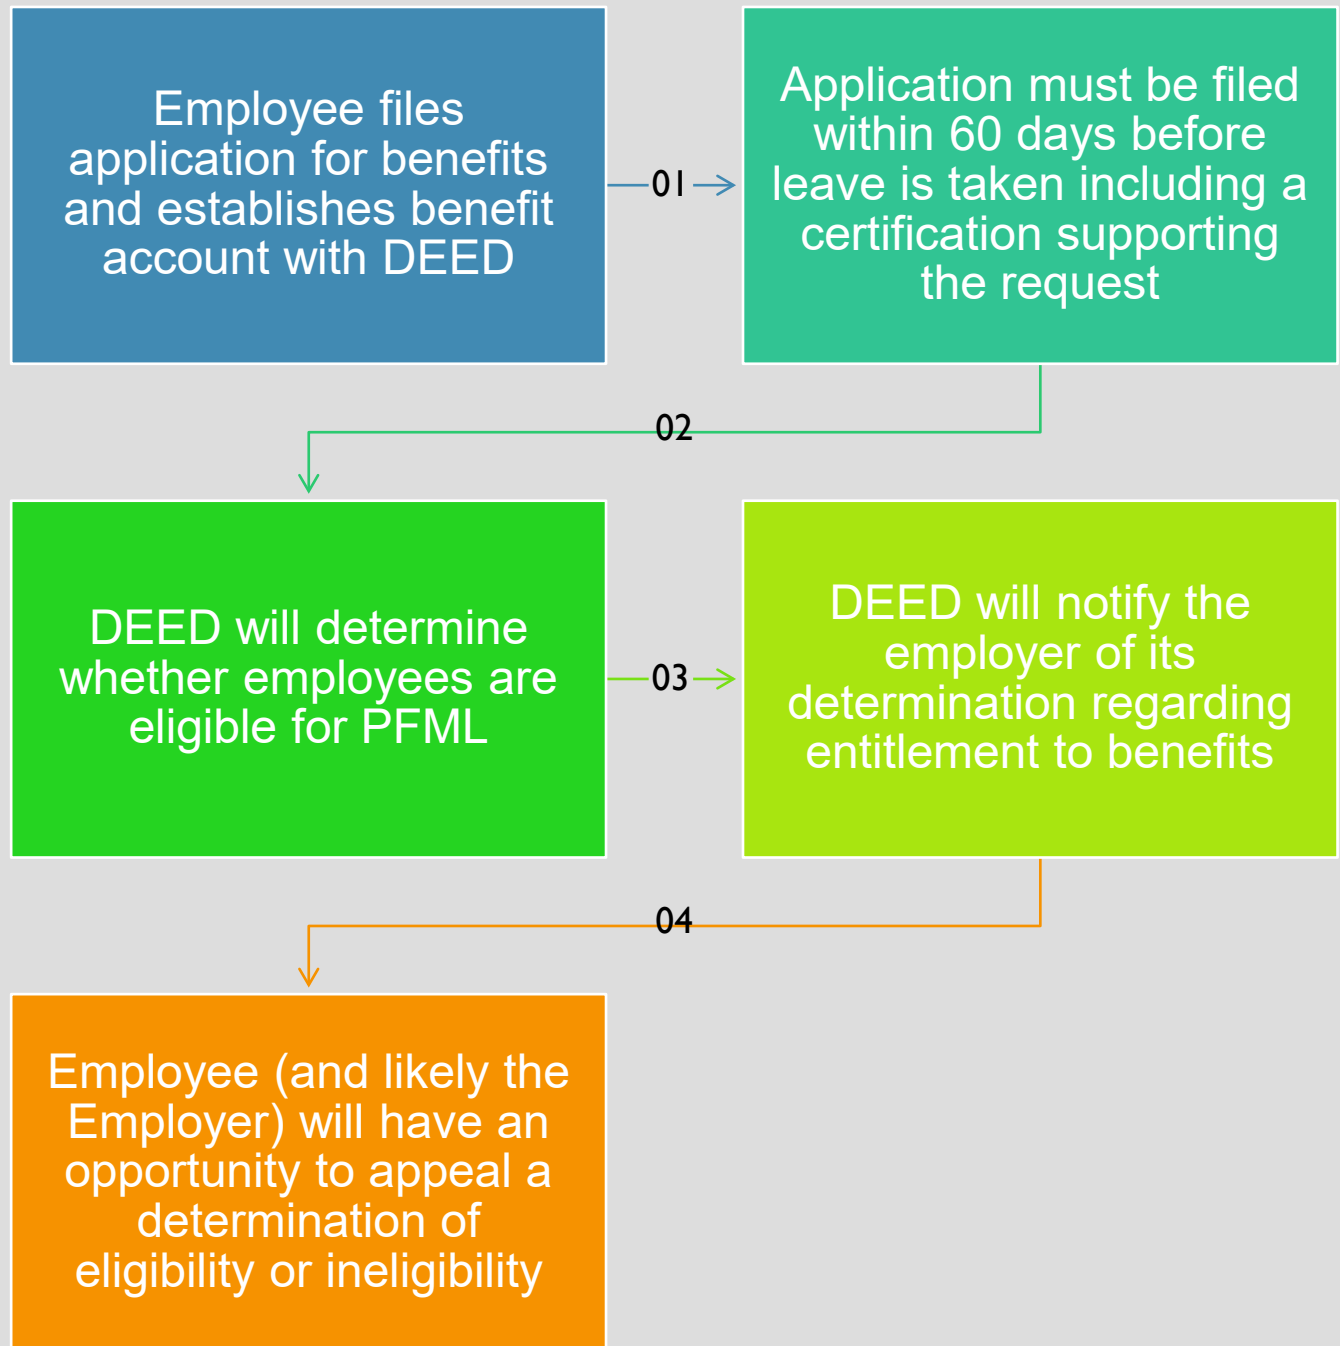 Employee files
application for benefits
and establishes benefit
account with DEED
01
Application must be filed
within 60 days before
leave is taken including a
certification supporting
the request
02
DEED will determine
whether employees are
eligible for PFML
03
DEED will notify the
employer of its
determination regarding
entitlement to benefits
04
Employee (and likely the
Employer) will have an
opportunity to appeal a
determination of
eligibility or ineligibility